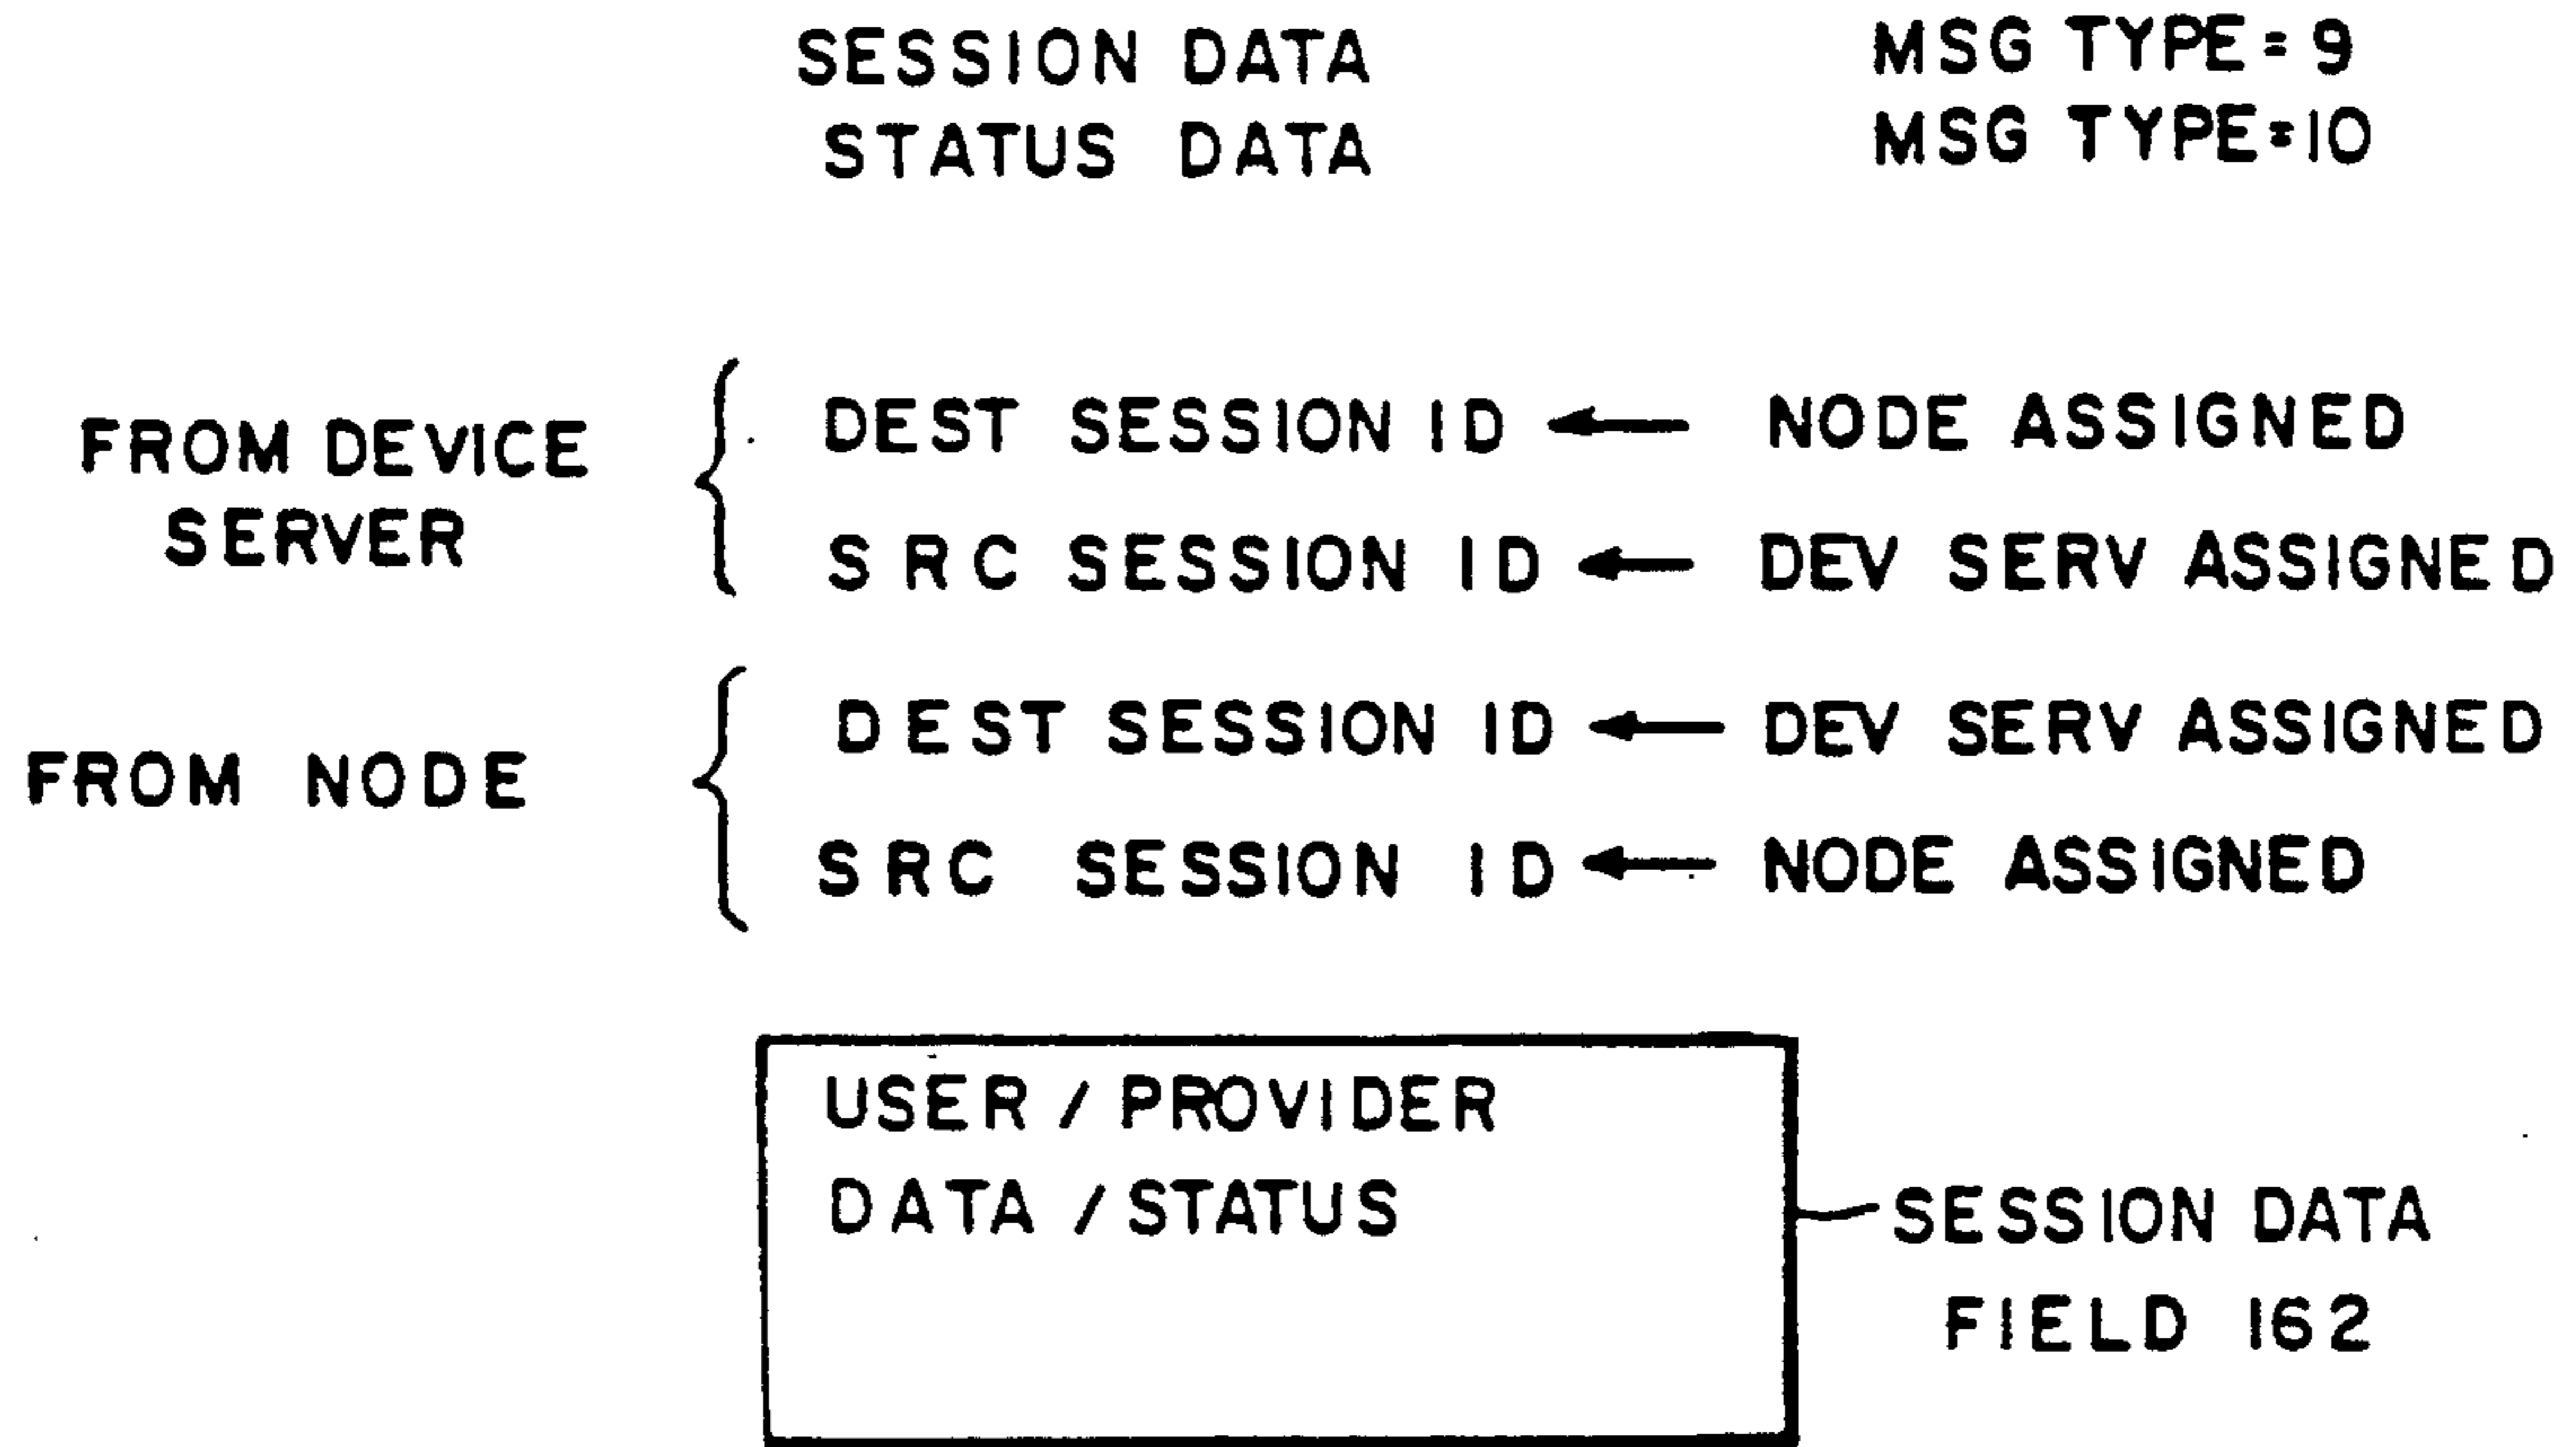 SESSION DATA MSG TYPE=9
STATUS DATA MSG TYPE=10
FROM DEVICE
SERVER
DEST SESSION ID NODE ASSIGNED
SRC SESSION ID DEV SERV ASSIGNED
FROM NODE
DEST SESSION ID DEV SERV ASSIGNED
SRC SESSION ID NODE ASSIGNED
USER / PROVIDER
DATA / STATUS
SESSION DATA
FIELD 162